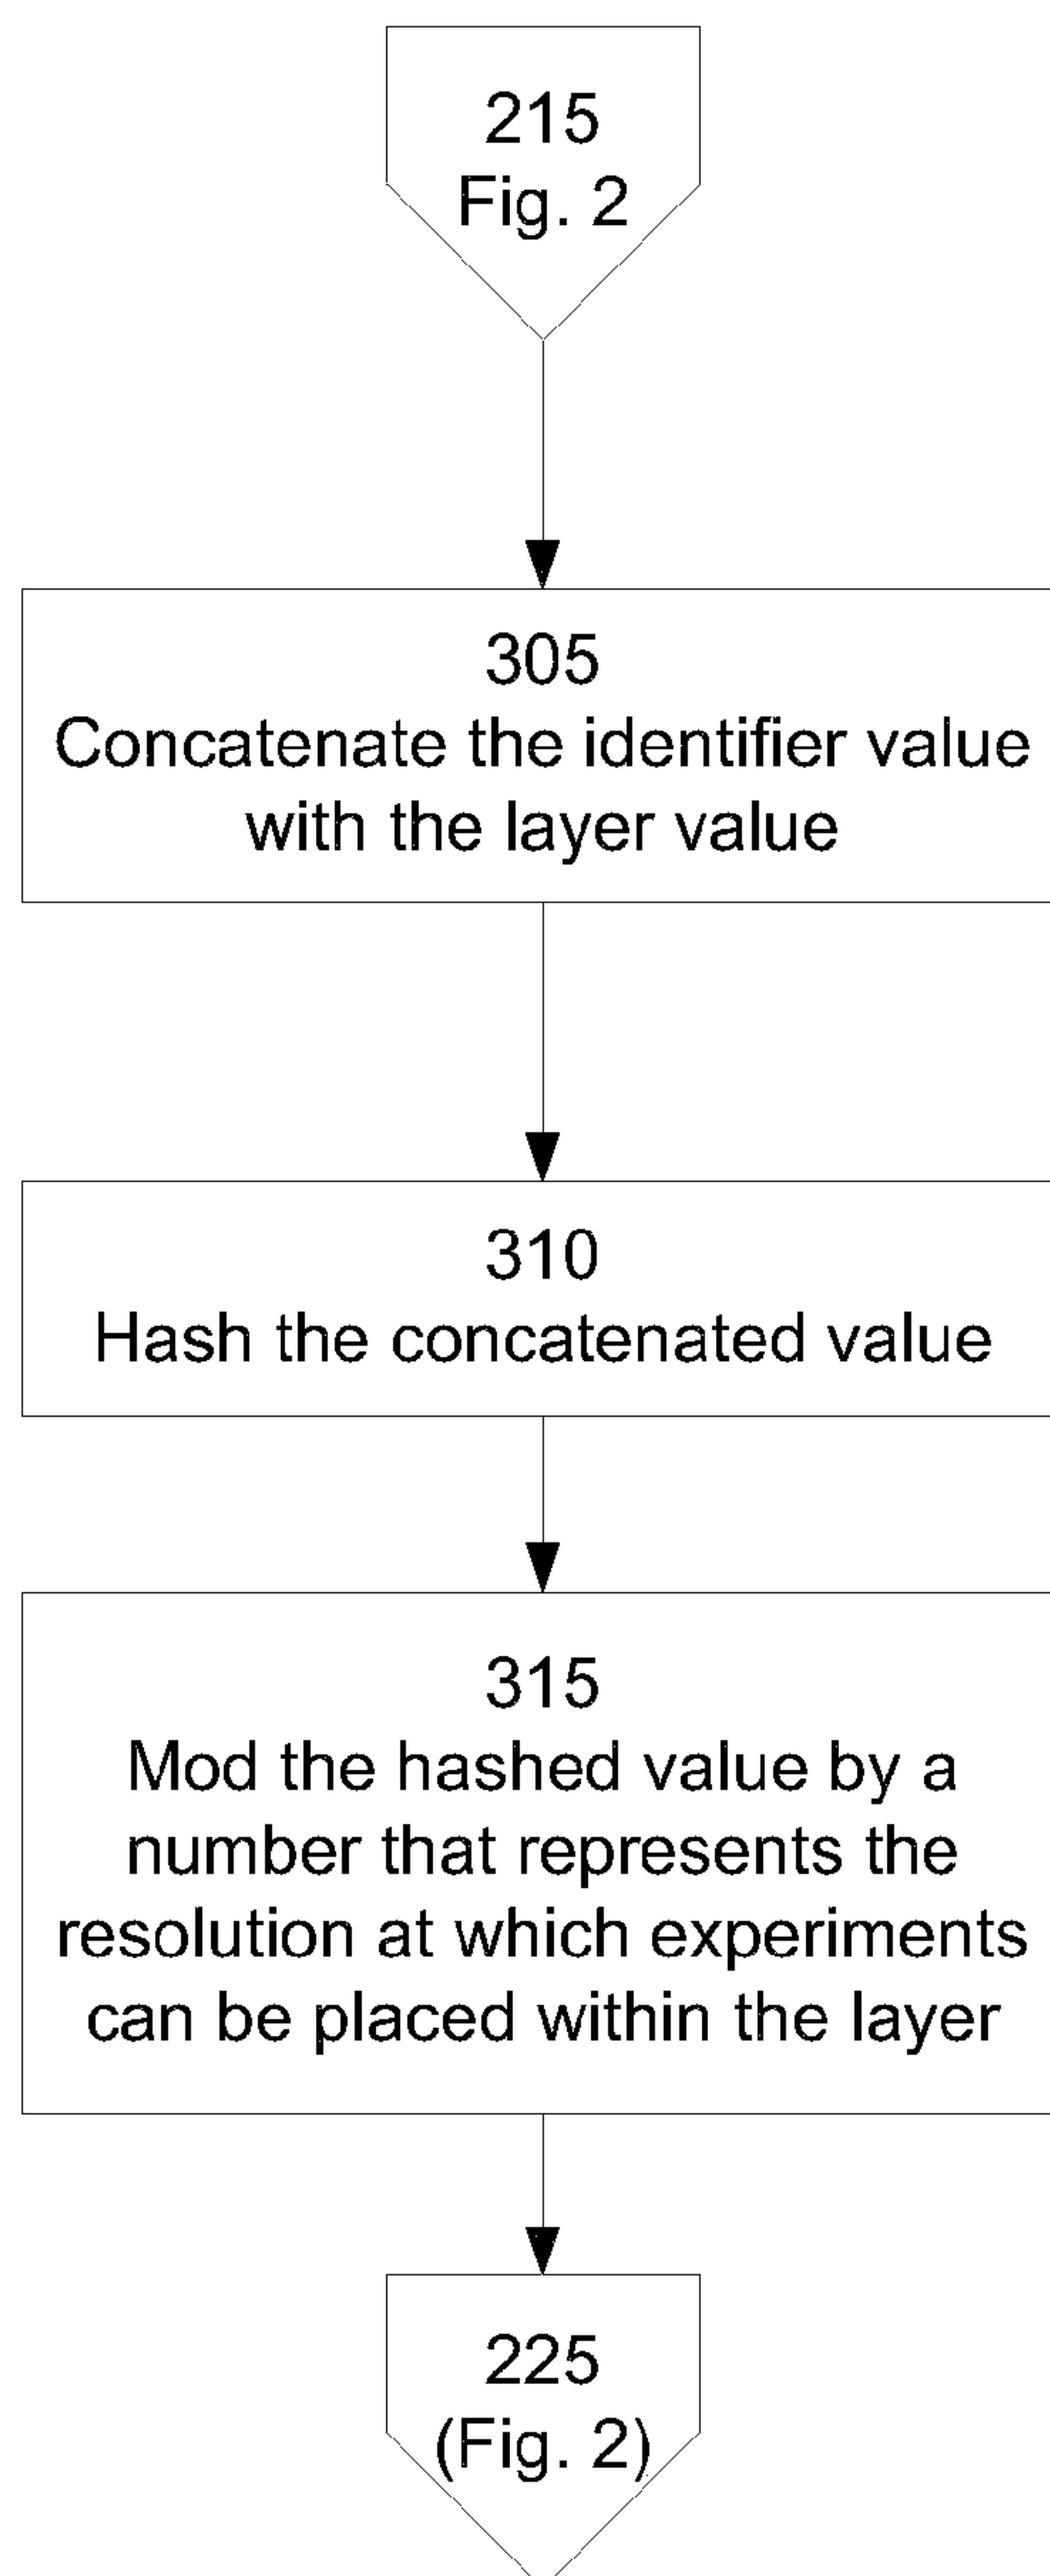 215
Fig. 2
305
Concatenate the identifier value
with the layer value
310
Hash the concatenated value
315
Mod the hashed value by a
number that represents the
resolution at which experiments
can be placed within the layer
225
(Fig. 2)